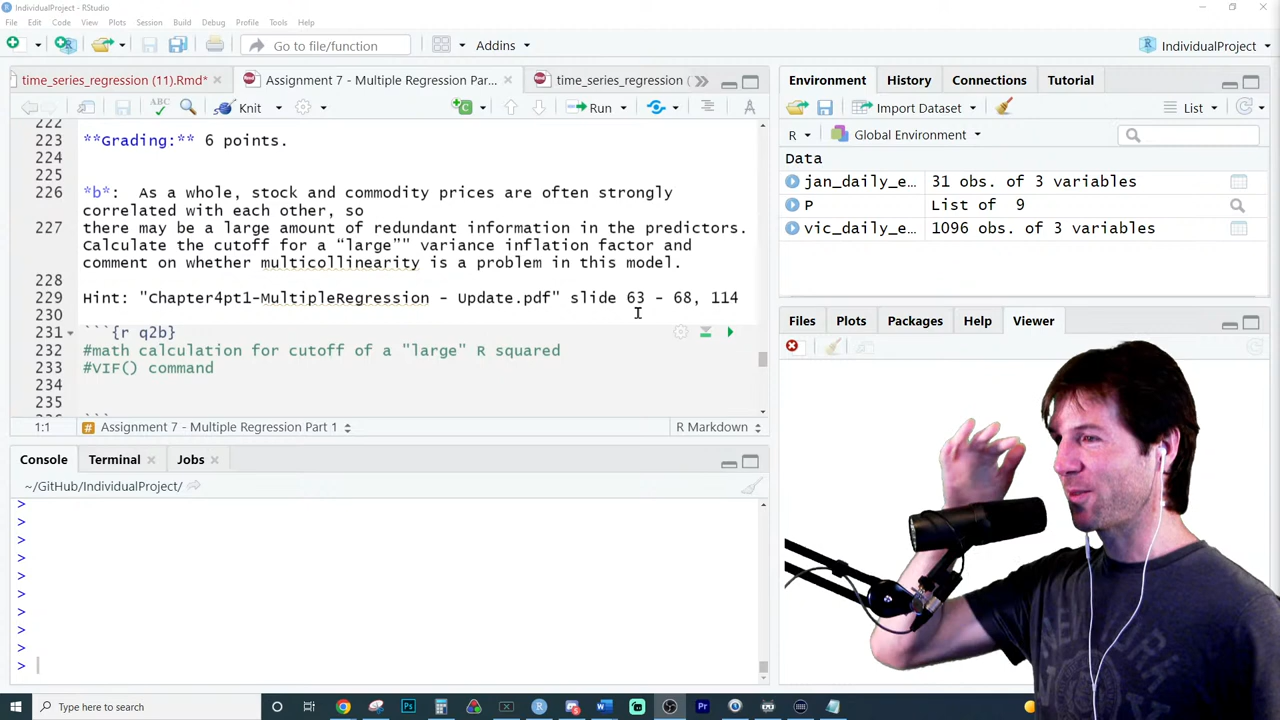 IndividualProject - RStudio
File Edit Code View Plots Session Build Debug Profile Tools Help
Go to file/function
Addins
IndividualProject
time_series_regression (11).Rmd*
Assignment 7 - Multiple Regression Par...
time_series_regression (
ABC
Knit
Run
222
223 **Grading:** 6 points.
224
225
226 *b*: As a whole, stock and commodity prices are often strongly
correlated with each other, so
227 there may be a large amount of redundant information in the predictors.
Calculate the cutoff for a “large”" variance inflation factor and
comment on whether multicollinearity is a problem in this model.
228
229 Hint: "Chapter4pt1-MultipleRegression - Update.pdf" slide 63 - 68, 114
230
231 ```{r q2b}
232 #math calculation for cutoff of a "large" R squared
233 #VIF() command
234
235
236 ```
1:1
Assignment 7 - Multiple Regression Part 1
R Markdown
Console
Terminal
Jobs
~/GitHub/IndividualProject/
>
>
>
>
>
>
>
>
>
>
Environment
History
Connections
Tutorial
Import Dataset
List
R
Global Environment
Data
jan_daily_e... 31 obs. of 3 variables
P List of 9
vic_daily_e... 1096 obs. of 3 variables
Files
Plots
Packages
Help
Viewer
Type here to search